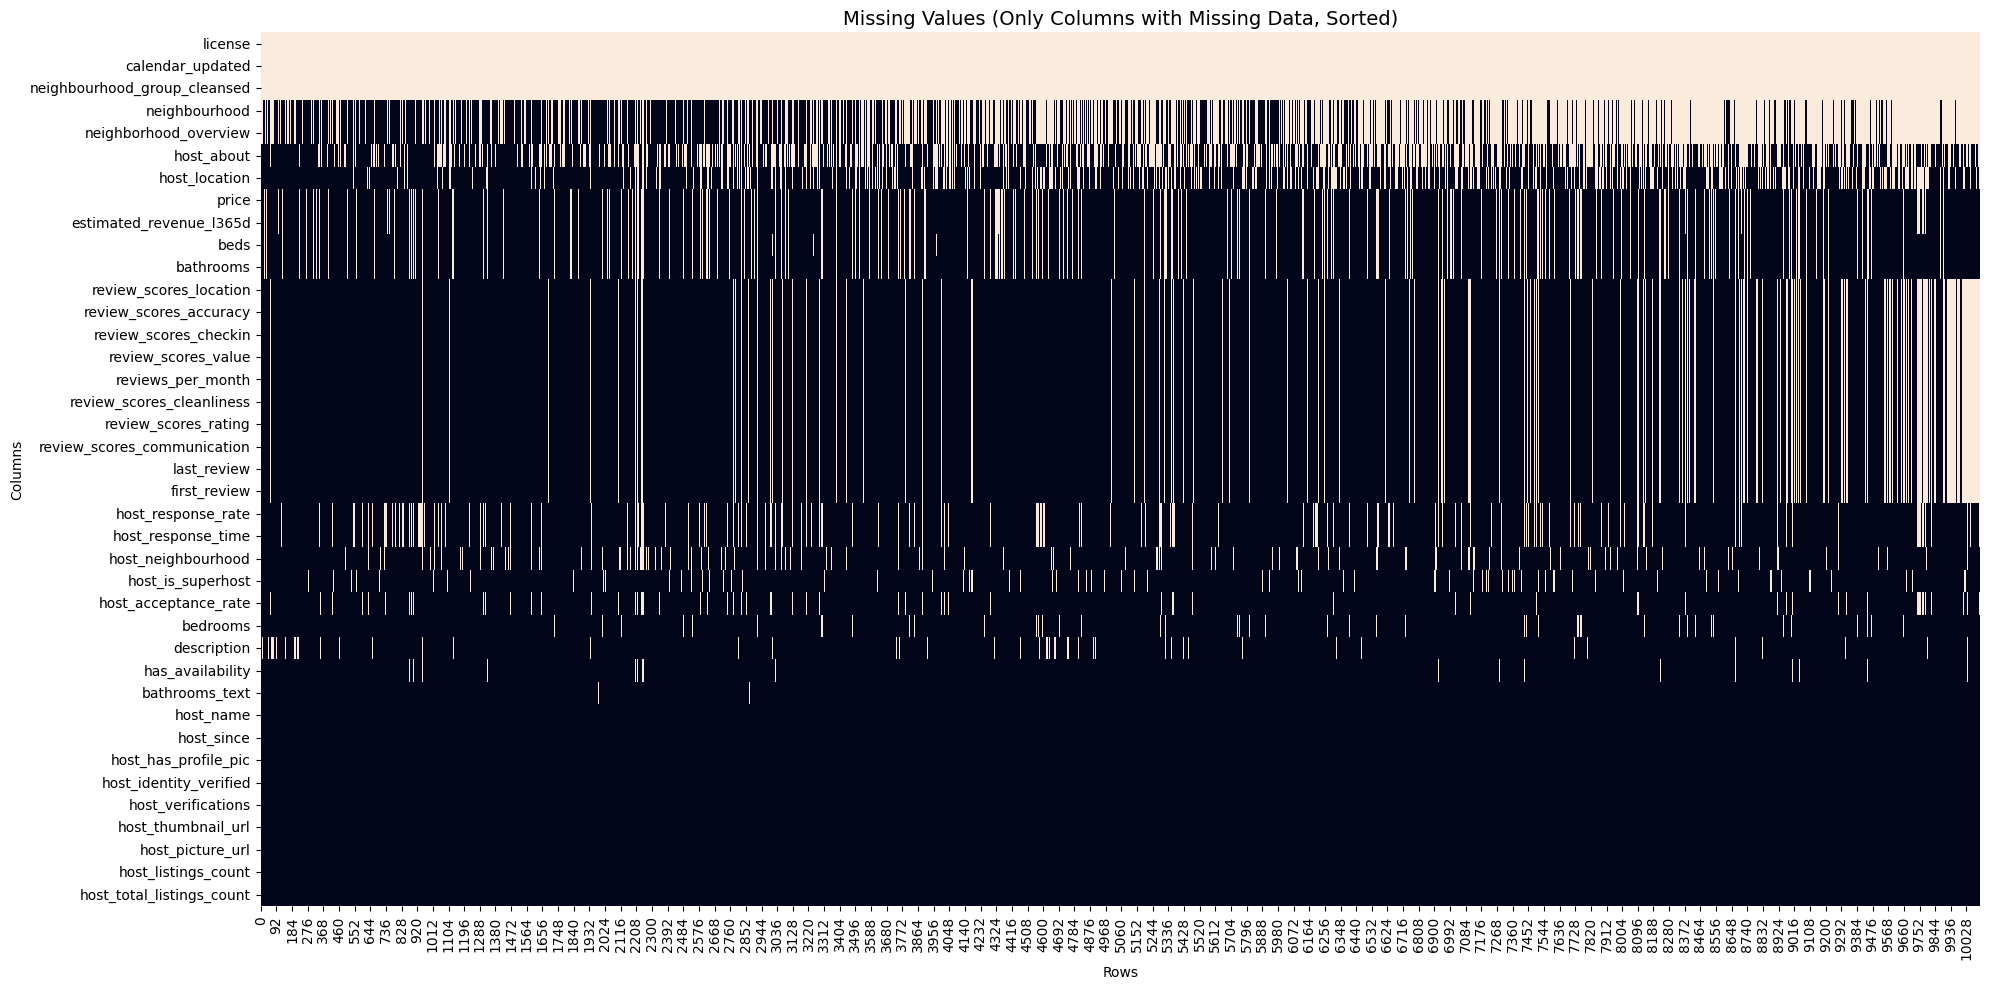 Missing Values (Only Columns with Missing Data, Sorted)
license
calendar_updated
neighbourhood_group_cleansed
neighbourhood
neighborhood_overview
host_about
host_location
price
estimated_revenue_l365d
beds
bathrooms
review_scores_location
review_scores_accuracy
review_scores_checkin
review_scores_value
reviews_per_month
review_scores_cleanliness
review_scores_rating
review_scores_communication
last_review
first_review
host_response_rate
host_response_time
host_neighbourhood
host_is_superhost
host_acceptance_rate
bedrooms
description
has_availability
bathrooms_text
host_name
host_since
host_has_profile_pic
host_identity_verified
host_verifications
host_thumbnail_url
host_picture_url
host_listings_count
host_total_listings_count
Columns
0 92 184 276 368 460 552 644 736 828 920 1012 1104 1196 1288 1380 1472 1564 1656 1748 1840 1932 2024 2116 2208 2300 2392 2484 2576 2668 2760 2852 2944 3036 3128 3220 3312 3404 3496 3588 3680 3772 3864 3956 4048 4140 4232 4324 4416 4508 4600 4692 4784 4876 4968 5060 5152 5244 5336 5428 5520 5612 5704 5796 5888 5980 6072 6164 6256 6348 6440 6532 6624 6716 6808 6900 6992 7084 7176 7268 7360 7452 7544 7636 7728 7820 7912 8004 8096 8188 8280 8372 8464 8556 8648 8740 8832 8924 9016 9108 9200 9292 9384 9476 9568 9660 9752 9844 9936 10028
Rows